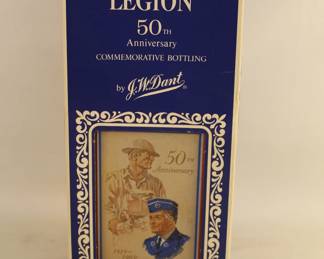 LEGION
50TH
Anniversary
COMMEMORATIVE BOTTLING
by J.W. Dant ®
50TH
Anniversary